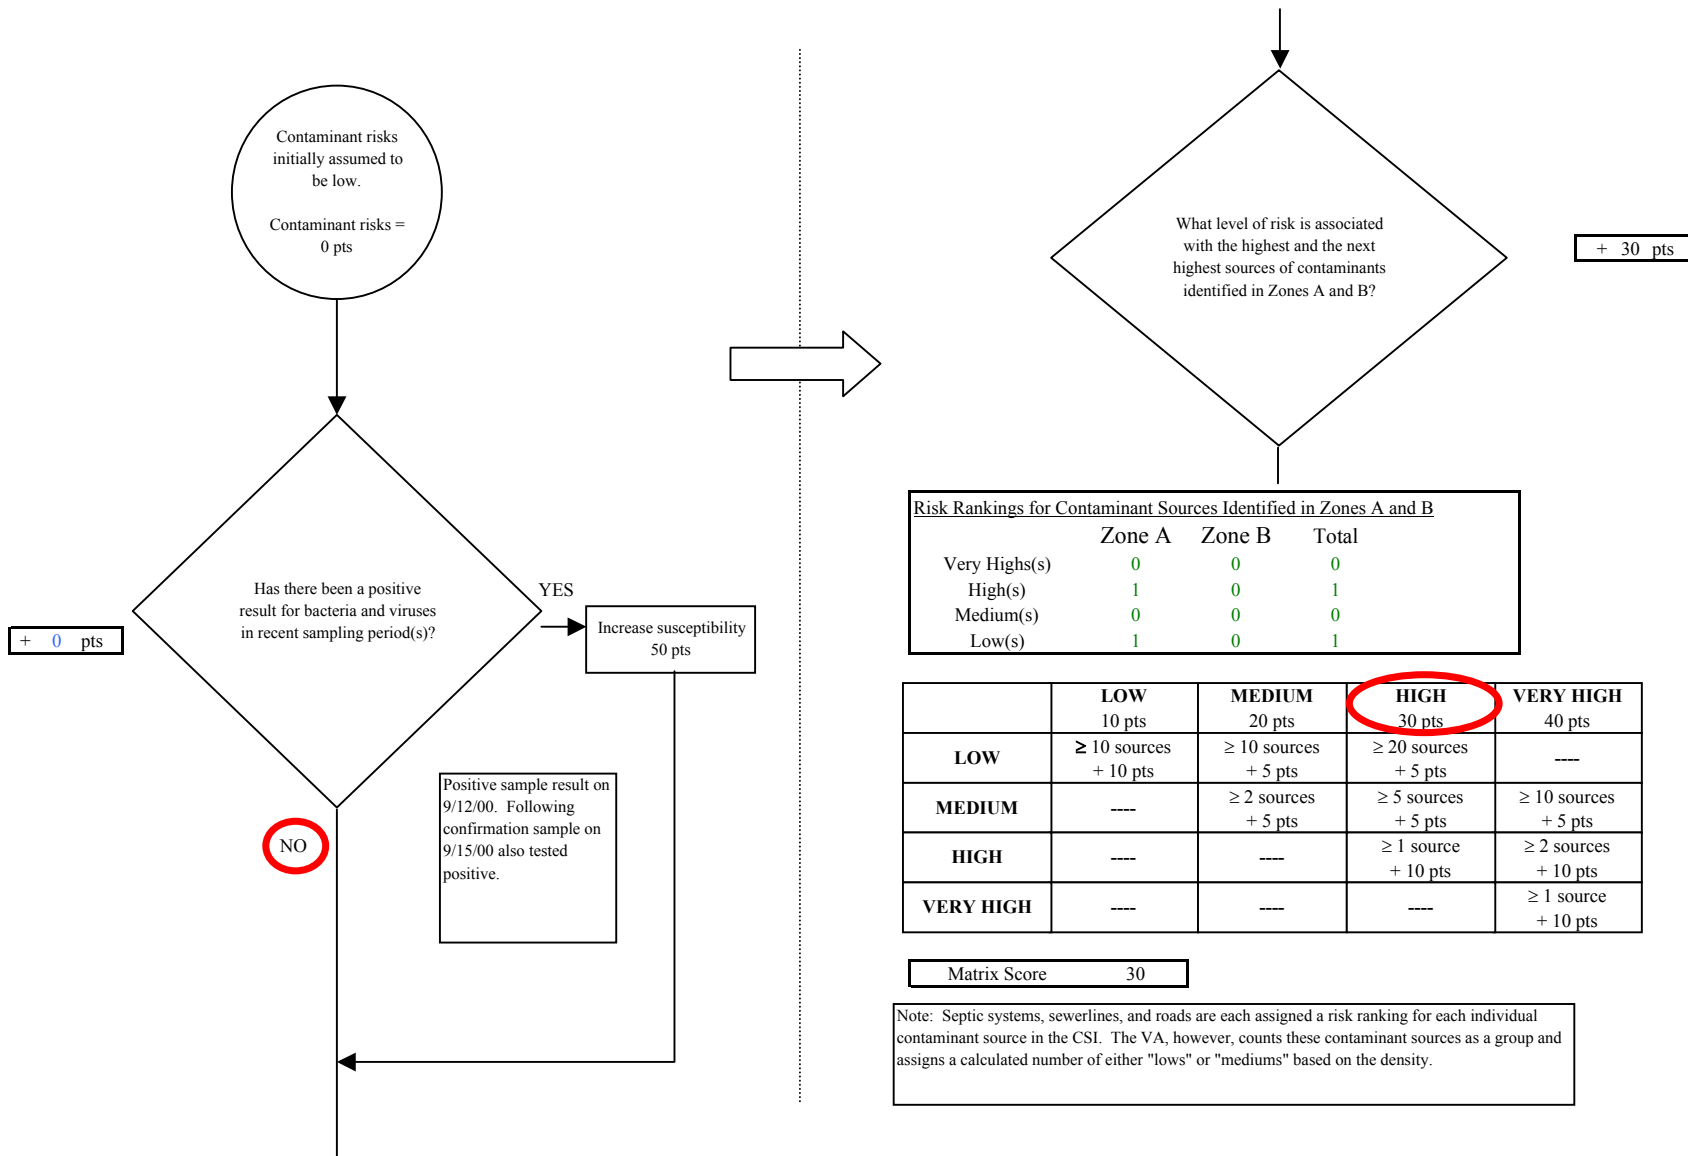 Contaminant risks
initially assumed to
be low.
Contaminant risks =
0 pts
Has there been a positive
result for bacteria and viruses
in recent sampling period(s)?
YES
+ 0 pts
Increase susceptibility
50 pts
NO
Positive sample result on
9/12/00. Following
confirmation sample on
9/15/00 also tested
positive.
What level of risk is associated
with the highest and the next
highest sources of contaminants
identified in Zones A and B?
+ 30 pts
Risk Rankings for Contaminant Sources Identified in Zones A and B
Zone A Zone B Total
Very Highs(s) 0 0 0
High(s) 1 0 1
Medium(s) 0 0 0
Low(s) 1 0 1
LOW MEDIUM HIGH VERY HIGH
10 pts 20 pts 30 pts 40 pts
LOW ≥ 10 sources ≥ 10 sources ≥ 20 sources ----
+ 10 pts + 5 pts + 5 pts
MEDIUM ---- ≥ 2 sources ≥ 5 sources ≥ 10 sources
+ 5 pts + 5 pts + 5 pts
HIGH ---- ---- ≥ 1 source ≥ 2 sources
+ 10 pts + 10 pts
VERY HIGH ---- ---- ---- ≥ 1 source
+ 10 pts
Matrix Score 30
Note: Septic systems, sewerlines, and roads are each assigned a risk ranking for each individual
contaminant source in the CSI. The VA, however, counts these contaminant sources as a group and
assigns a calculated number of either "lows" or "mediums" based on the density.